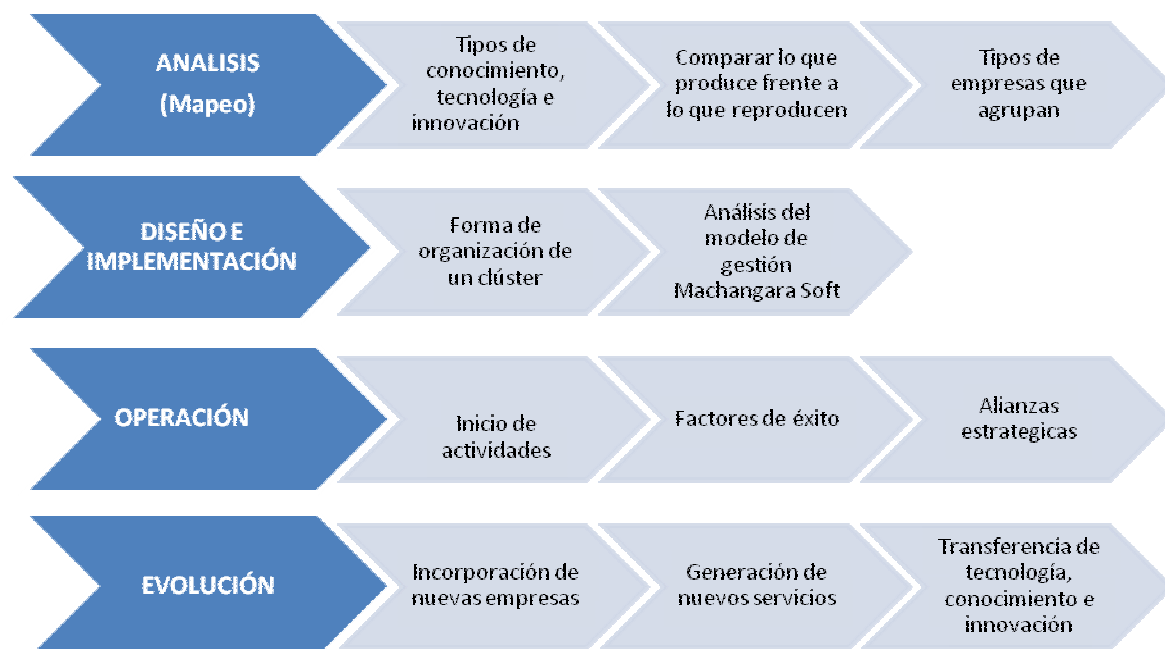 ANALISIS
(Mapeo)
Tipos de
conocimiento,
tecnología e
innovación
Comparar lo que
produce frente a
lo que reproducen
Tipos de
empresas que
agrupan
DISEÑO E
IMPLEMENTACIÓN
Forma de
organización de
un clúster
Análisis del
modelo de
gestión
Machangara Soft
OPERACIÓN
Inicio de
actividades
Factores de éxito
Alianzas
estrategicas
EVOLUCIÓN
Incorporación de
nuevas empresas
Generación de
nuevos servicios
Transferencia de
tecnología,
conocimiento e
innovación